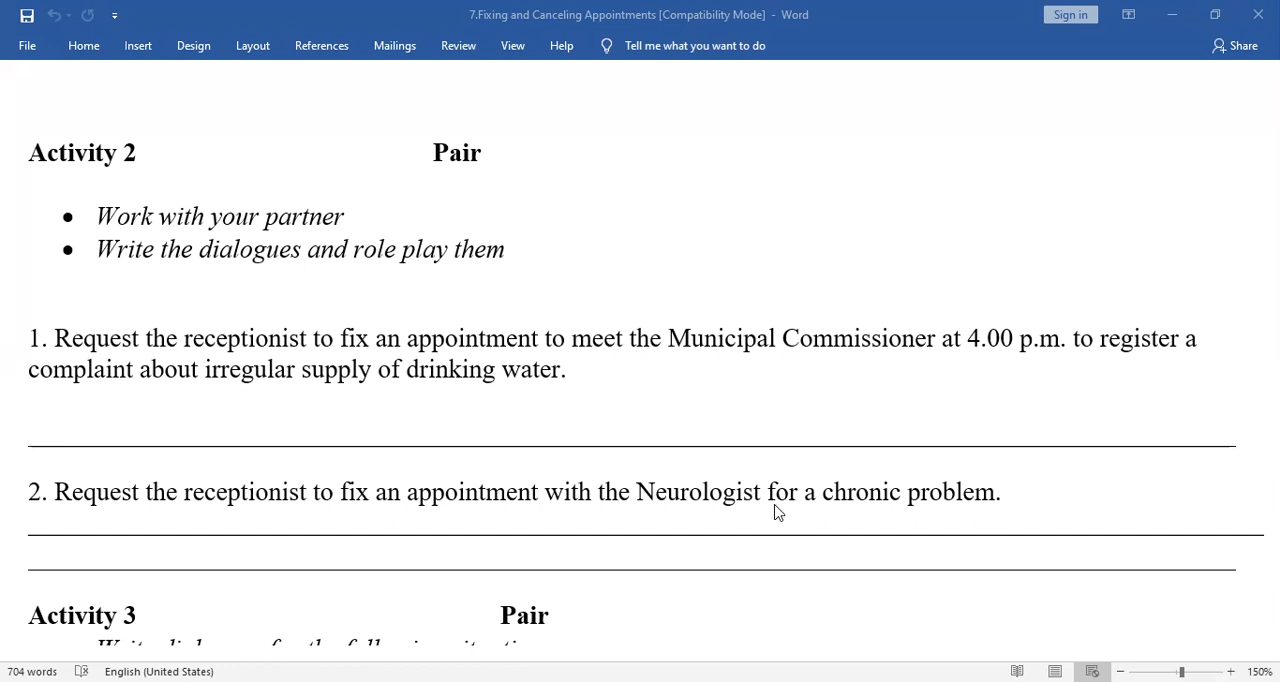 7.Fixing and Canceling Appointments [Compatibility Mode] - Word
Sign in
File Home Insert Design Layout References Mailings Review View Help Tell me what you want to do Share
Activity 2 Pair
• Work with your partner
• Write the dialogues and role play them
1. Request the receptionist to fix an appointment to meet the Municipal Commissioner at 4.00 p.m. to register a
complaint about irregular supply of drinking water.
2. Request the receptionist to fix an appointment with the Neurologist for a chronic problem.
Activity 3 Pair
704 words English (United States) 150%